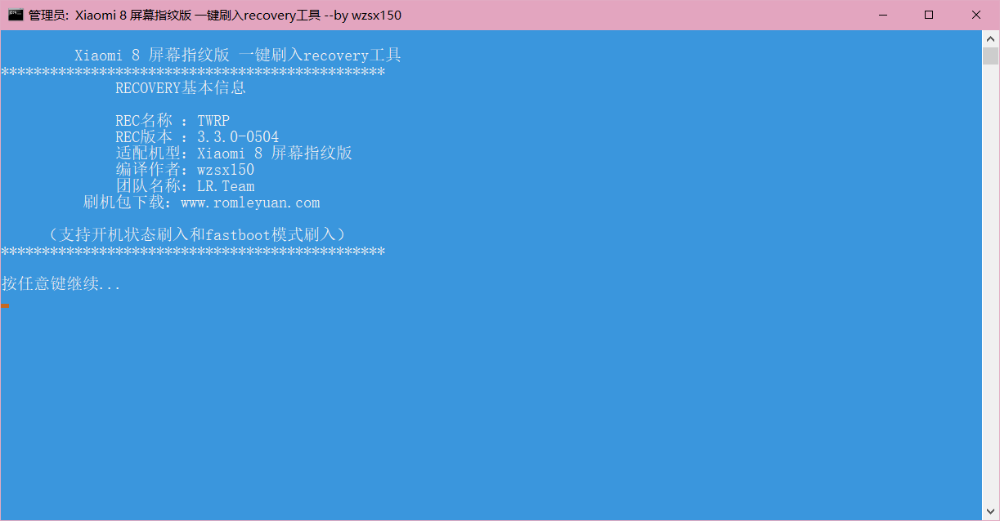 管理员: Xiaomi 8 屏幕指纹版 一键刷入recovery工具 --by wzsx150
Xiaomi 8 屏幕指纹版 一键刷入recovery工具
***********************************************
RECOVERY基本信息
REC名称 : TWRP
REC版本 : 3.3.0-0504
适配机型: Xiaomi 8 屏幕指纹版
编译作者: wzsx150
团队名称: LR.Team
刷机包下载: www.romleyuan.com
（支持开机状态刷入和fastboot模式刷入）
***********************************************
按任意键继续...